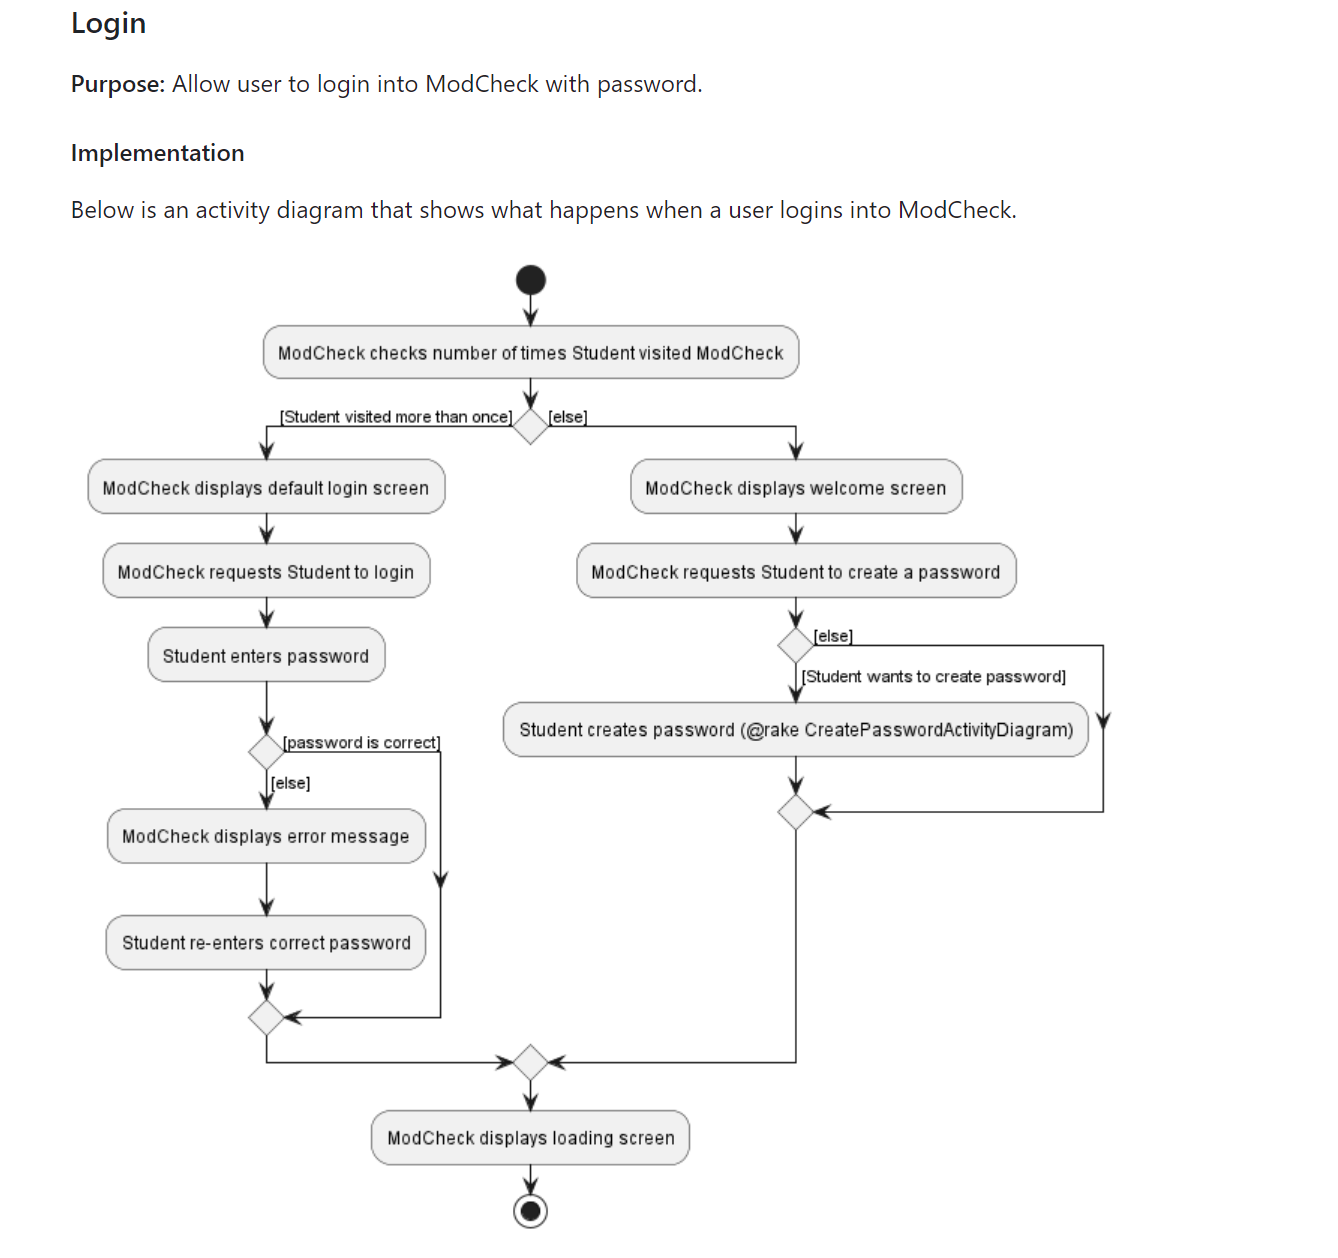 Login
Purpose: Allow user to login into ModCheck with password.
Implementation
Below is an activity diagram that shows what happens when a user logins into ModCheck.
ModCheck checks number of times Student visited ModCheck
[Student visited more than once]
[else]
ModCheck displays default login screen
ModCheck displays welcome screen
ModCheck requests Student to login
ModCheck requests Student to create a password
Student enters password
[else]
[Student wants to create password]
Student creates password (@rake CreatePasswordActivityDiagram)
[password is correct]
[else]
ModCheck displays error message
Student re-enters correct password
ModCheck displays loading screen